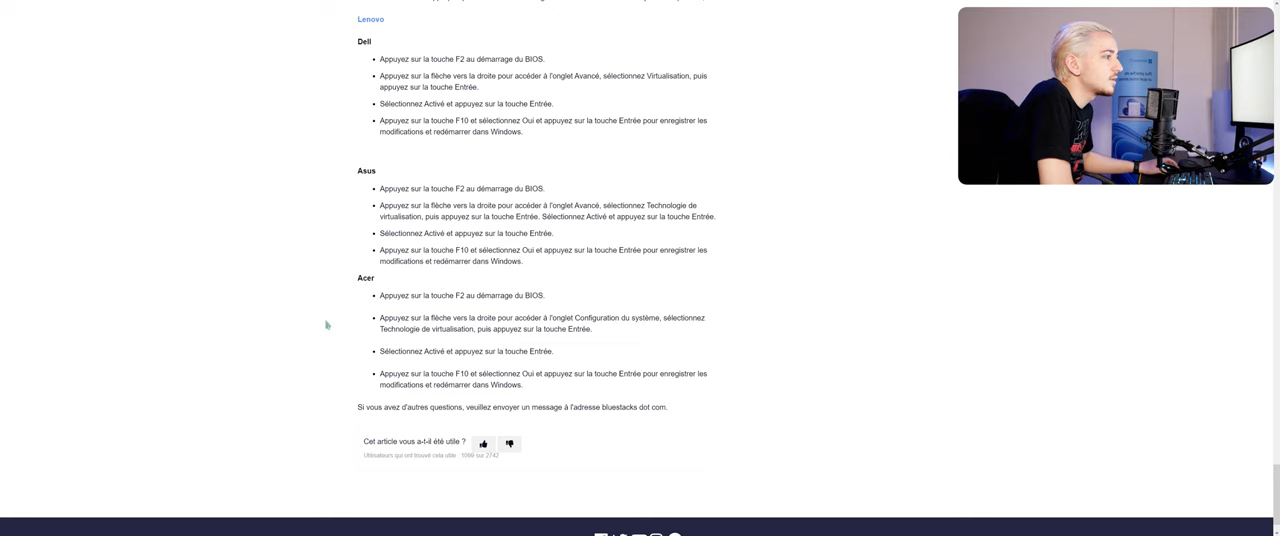 Lenovo
Dell
Appuyez sur la touche F2 au démarrage du BIOS.
Appuyez sur la flèche vers la droite pour accéder à l'onglet Avancé, sélectionnez Virtualisation, puis
appuyez sur la touche Entrée.
Sélectionnez Activé et appuyez sur la touche Entrée.
Appuyez sur la touche F10 et sélectionnez Oui et appuyez sur la touche Entrée pour enregistrer les
modifications et redémarrer dans Windows.
Asus
Appuyez sur la touche F2 au démarrage du BIOS.
Appuyez sur la flèche vers la droite pour accéder à l'onglet Avancé, sélectionnez Technologie de
virtualisation, puis appuyez sur la touche Entrée. Sélectionnez Activé et appuyez sur la touche Entrée.
Sélectionnez Activé et appuyez sur la touche Entrée.
Appuyez sur la touche F10 et sélectionnez Oui et appuyez sur la touche Entrée pour enregistrer les
modifications et redémarrer dans Windows.
Acer
Appuyez sur la touche F2 au démarrage du BIOS.
Appuyez sur la flèche vers la droite pour accéder à l'onglet Configuration du système, sélectionnez
Technologie de virtualisation, puis appuyez sur la touche Entrée.
Sélectionnez Activé et appuyez sur la touche Entrée.
Appuyez sur la touche F10 et sélectionnez Oui et appuyez sur la touche Entrée pour enregistrer les
modifications et redémarrer dans Windows.
Si vous avez d'autres questions, veuillez envoyer un message à l'adresse bluestacks dot com.
Cet article vous a-t-il été utile ?
Utilisateurs qui ont trouvé cela utile : 1099 sur 2742